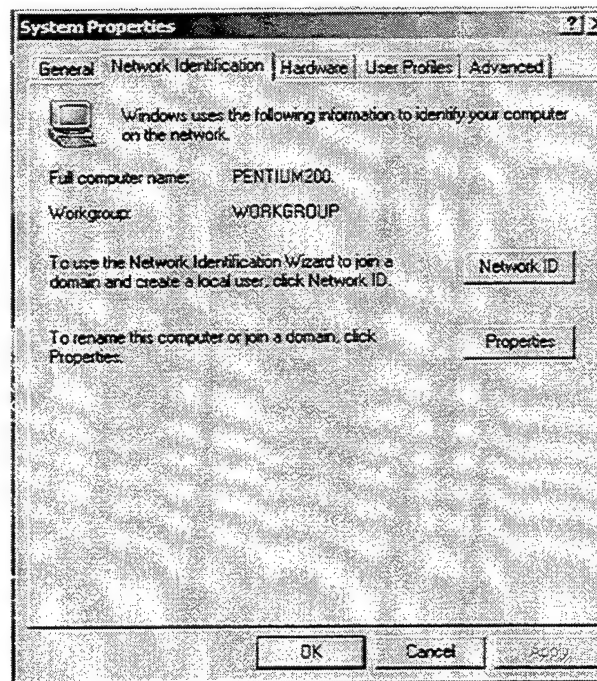 System Properties
General Network Identification Hardware User Profiles Advanced
Windows uses the following information to identify your computer
on the network.
Full computer name: PENTIUM200.
Workgroup: WORKGROUP
To use the Network Identification Wizard to join a
domain and create a local user, click Network ID.
Network ID
To rename this computer or join a domain, click
Properties.
Properties
OK Cancel Apply